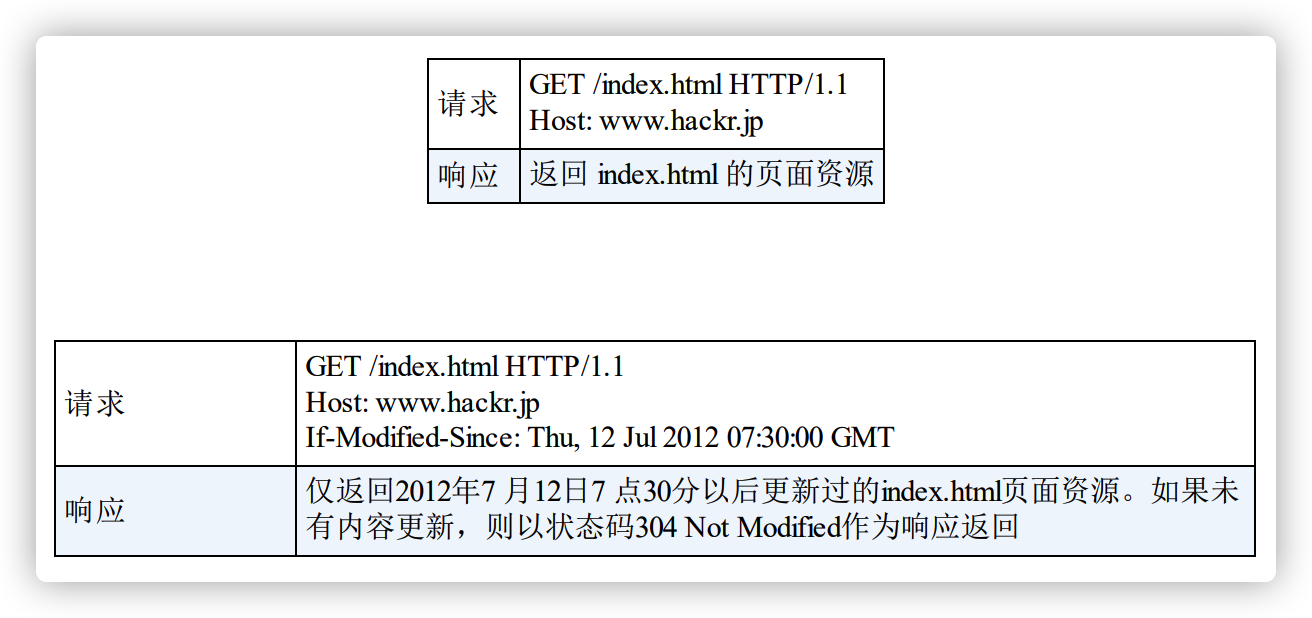 请求
GET /index.html HTTP/1.1
Host: www.hackr.jp
响应
返回 index.html 的页面资源
请求
GET /index.html HTTP/1.1
Host: www.hackr.jp
If-Modified-Since: Thu, 12 Jul 2012 07:30:00 GMT
响应
仅返回2012年7 月12日7 点30分以后更新过的index.html页面资源。如果未
有内容更新，则以状态码304 Not Modified作为响应返回